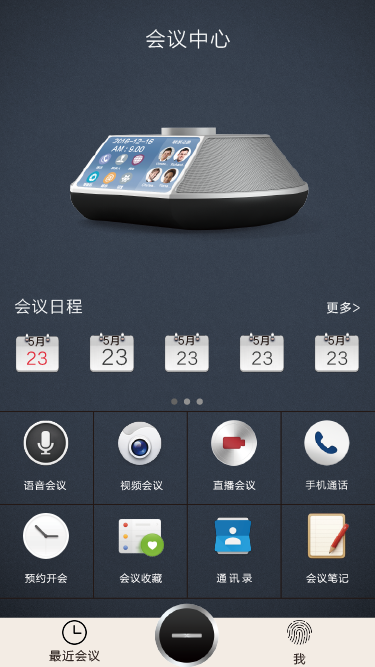 会议中心
2016-12-16
AM : 9.00
会议日程
更多>
5月 5月 5月 5月 5月
23 23 23 23 23
语音会议 视频会议 直播会议 手机通话
预约开会 会议收藏 通讯录 会议笔记
最近会议 我